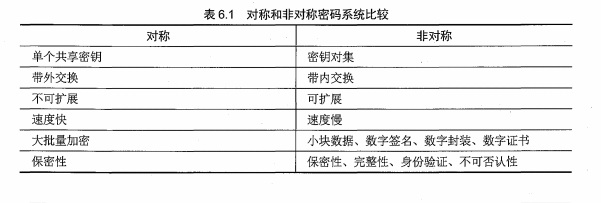 表 6.1 对称和非对称密码系统比较
对称 非对称
单个共享密钥 密钥对集
带外交换 带内交换
不可扩展 可扩展
速度快 速度慢
大批量加密 小块数据、数字签名、数字封装、数字证书
保密性 保密性、完整性、身份验证、不可否认性